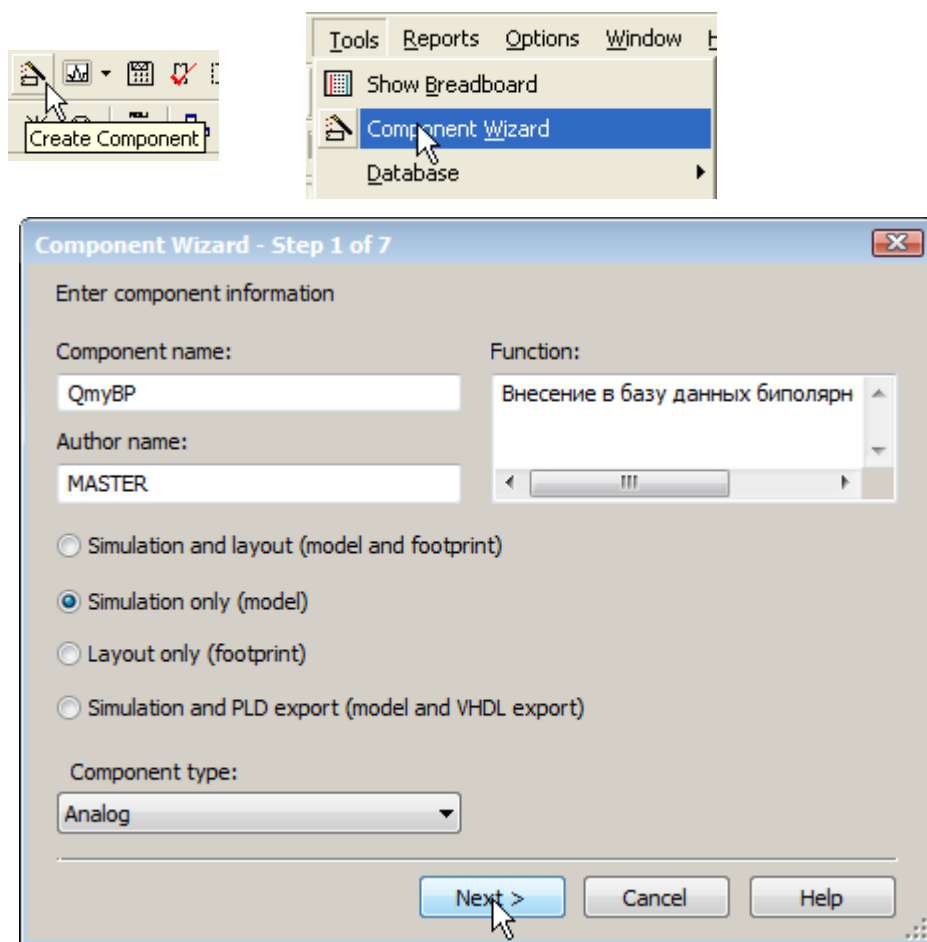 Create Component
Tools Reports Options Window
Show Breadboard
Component Wizard
Database
Component Wizard - Step 1 of 7
Enter component information
Component name:
Function:
QmyBP
Внесение в базу данных биполярн
Author name:
MASTER
Simulation and layout (model and footprint)
Simulation only (model)
Layout only (footprint)
Simulation and PLD export (model and VHDL export)
Component type:
Analog
Next > Cancel Help